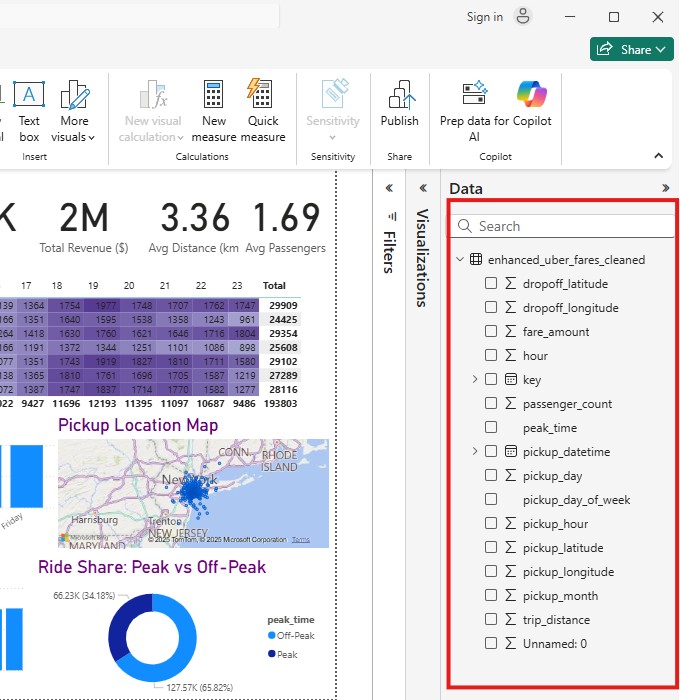 Sign in
Share
Text box
More visuals
Insert
New visual calculation
New measure
Quick measure
Calculations
Sensitivity
Sensitivity
Publish
Share
Prep data for AI
Copilot
Copilot
K
2M
3.36
1.69
Total Revenue ($)
Avg Distance (km
Avg Passengers
17 18 19 20 21 22 23 Total
139 1364 1754 1977 1748 1707 1762 1747 29909
166 1351 1640 1595 1538 1358 1243 961 24425
264 1418 1630 1760 1621 1646 1716 1804 29354
166 1191 1372 1344 1251 1101 1086 898 25608
077 1351 1743 1919 1827 1810 1711 1580 29102
138 1365 1810 1761 1696 1705 1587 1219 27289
072 1387 1747 1837 1714 1770 1582 1277 28116
022 9427 11696 12193 11395 11097 10687 9486 193803
Pickup Location Map
CONN.
RHODE ISLAND
New York
Harrisburg
Trenton
NEW JERSEY
Microsoft Bing
MARYLAND
© 2025 TomTom, © 2025 Microsoft Corporation Terms
Friday
Ride Share: Peak vs Off-Peak
66.23K (34.18%)
peak_time
Off-Peak
Peak
127.57K (65.82%)
Filters
Visualizations
Data
Search
enhanced_uber_fares_cleaned
dropoff_latitude
dropoff_longitude
fare_amount
hour
key
passenger_count
peak_time
pickup_datetime
pickup_day
pickup_day_of_week
pickup_hour
pickup_latitude
pickup_longitude
pickup_month
trip_distance
Unnamed: 0